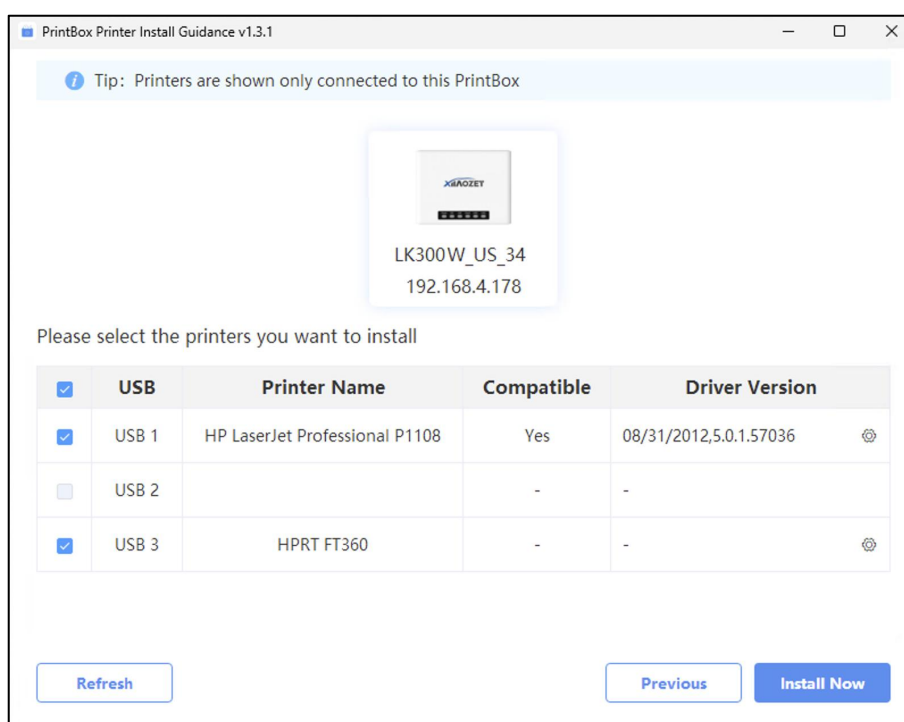 PrintBox Printer Install Guidance v1.3.1
Tip: Printers are shown only connected to this PrintBox
LK300W_US_34
192.168.4.178
Please select the printers you want to install
USB Printer Name Compatible Driver Version
USB 1 HP LaserJet Professional P1108 Yes 08/31/2012,5.0.1.57036
USB 2 - -
USB 3 HPRT FT360 - -
Refresh Previous Install Now